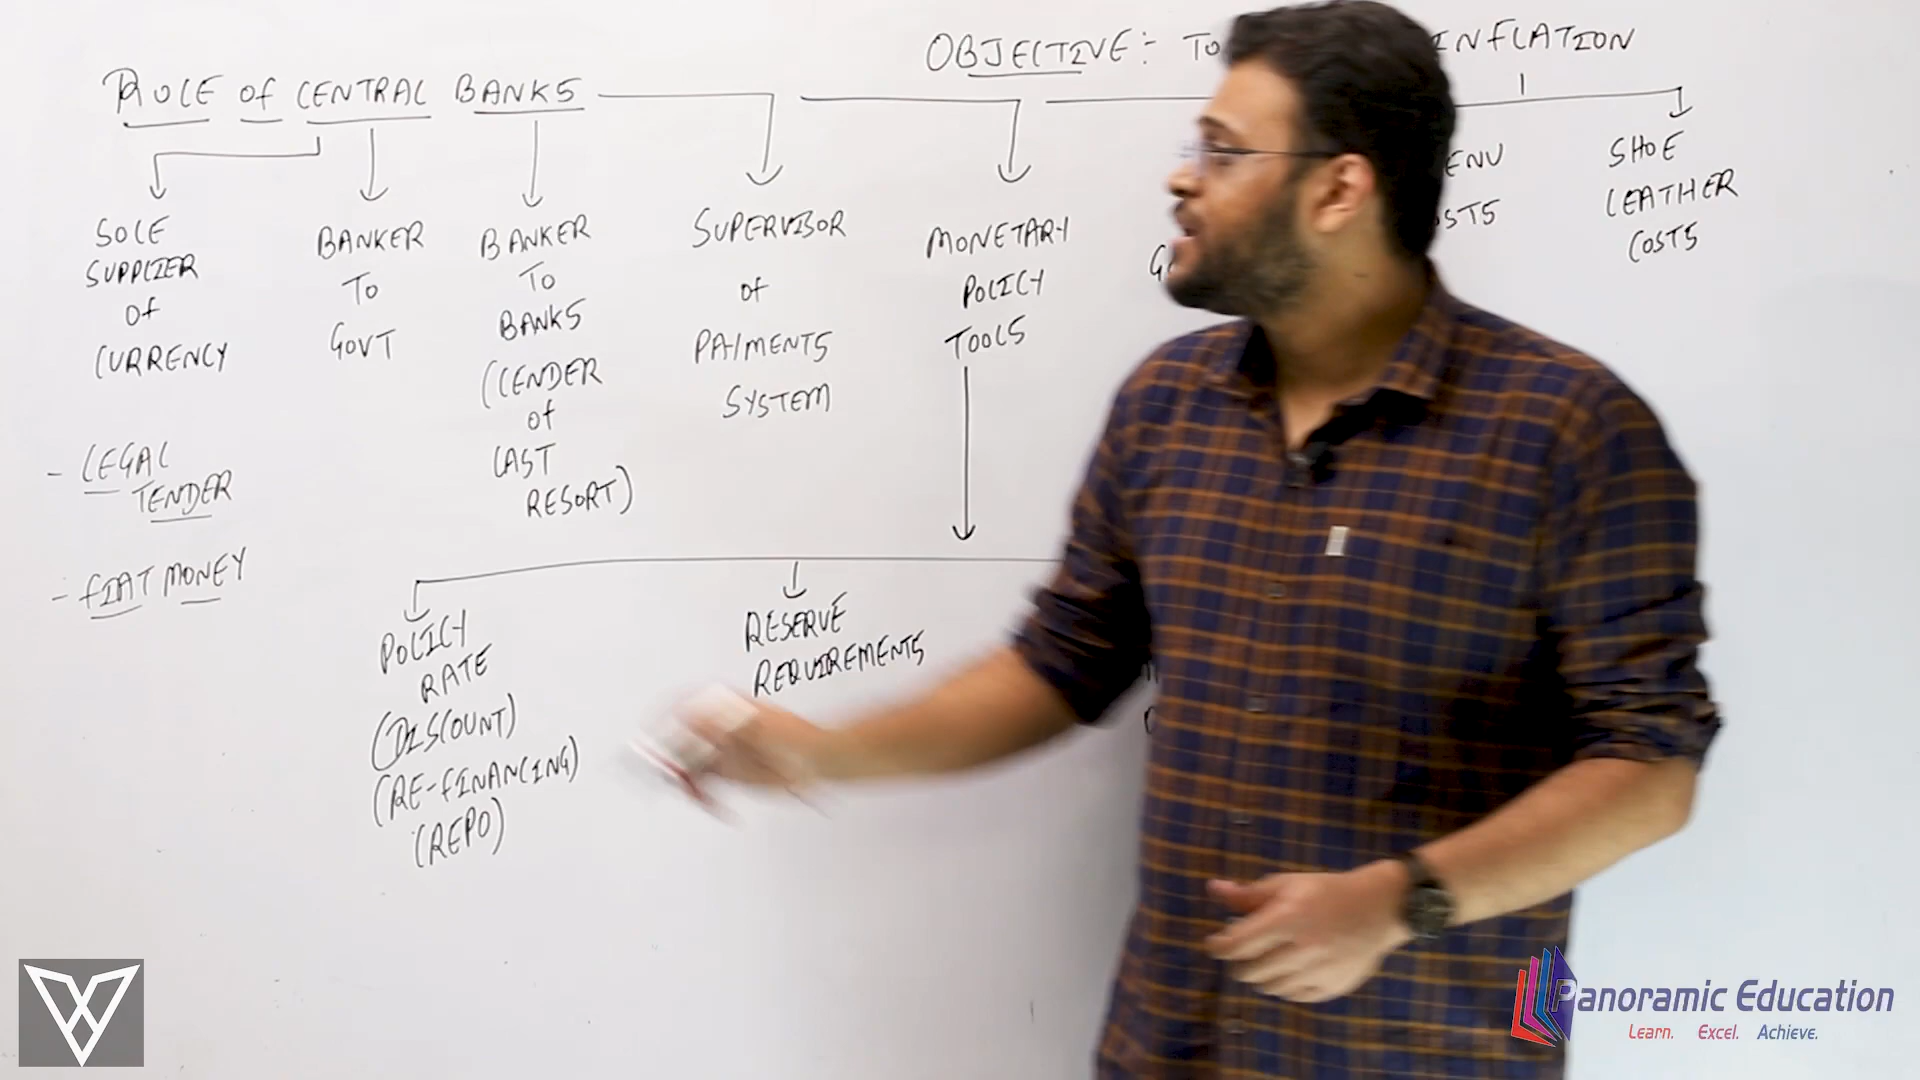 ROLE OF CENTRAL BANKS
OBJECTIVE:- TO
INFLATION
SOLE
SUPPLIER
OF
CURRENCY
- LEGAL
TENDER
- FIAT MONEY
BANKER
TO
GOVT
BANKER
TO
BANKS
(LENDER
OF
LAST
RESORT)
SUPERVISOR
OF
PAYMENTS
SYSTEM
MONETARY
POLICY
TOOLS
SHOE
LEATHER
COSTS
POLICY
RATE
(DISCOUNT)
(RE-FINANCING)
(REPO)
RESERVE
REQUIREMENTS
Panoramic Education
Learn. Excel. Achieve.